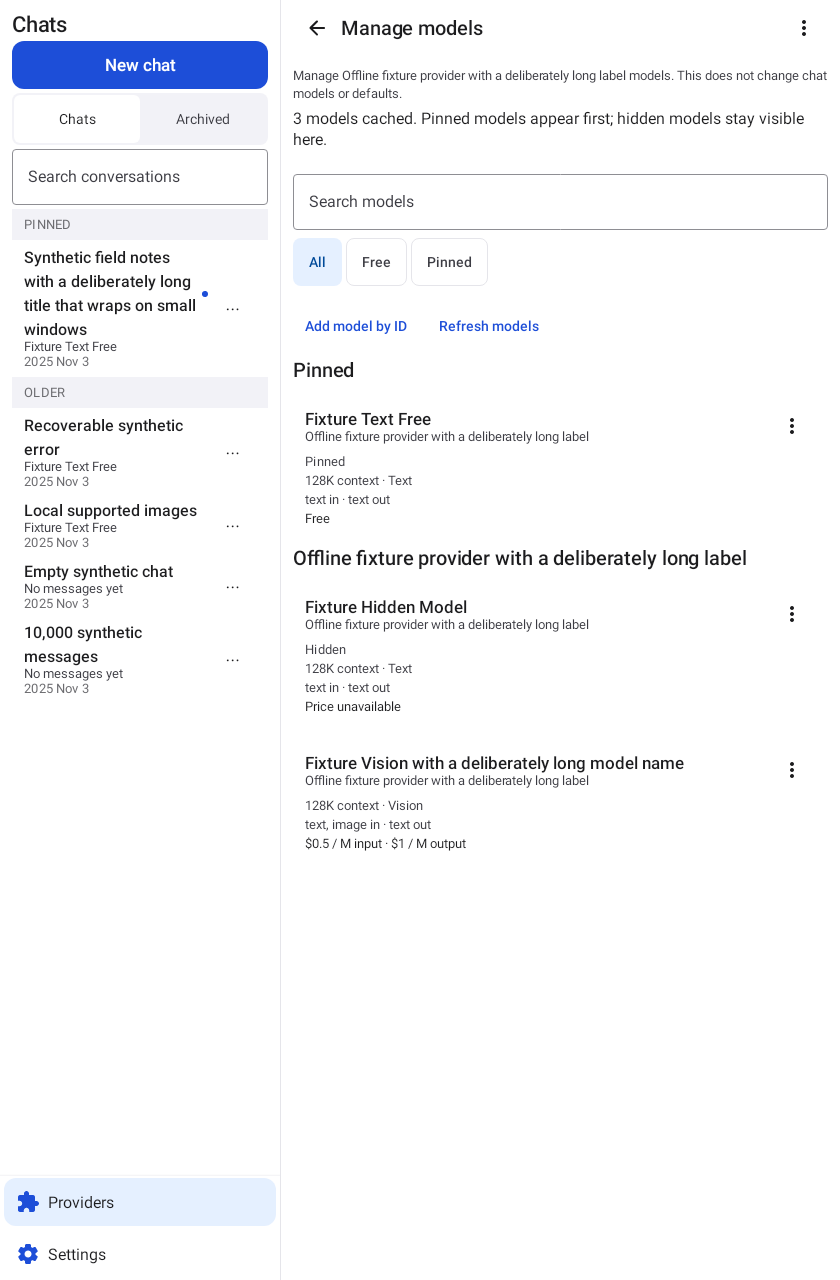 Chats
New chat
Chats
Archived
Search conversations
PINNED
Synthetic field notes
with a deliberately long
title that wraps on small
windows
Fixture Text Free
2025 Nov 3
OLDER
Recoverable synthetic
error
Fixture Text Free
2025 Nov 3
Local supported images
Fixture Text Free
2025 Nov 3
Empty synthetic chat
No messages yet
2025 Nov 3
10,000 synthetic
messages
No messages yet
2025 Nov 3
Providers
Settings
Manage models
Manage Offline fixture provider with a deliberately long label models. This does not change chat
models or defaults.
3 models cached. Pinned models appear first; hidden models stay visible
here.
Search models
All
Free
Pinned
Add model by ID
Refresh models
Pinned
Fixture Text Free
Offline fixture provider with a deliberately long label
Pinned
128K context · Text
text in · text out
Free
Offline fixture provider with a deliberately long label
Fixture Hidden Model
Offline fixture provider with a deliberately long label
Hidden
128K context · Text
text in · text out
Price unavailable
Fixture Vision with a deliberately long model name
Offline fixture provider with a deliberately long label
128K context · Vision
text, image in · text out
$0.5 / M input · $1 / M output